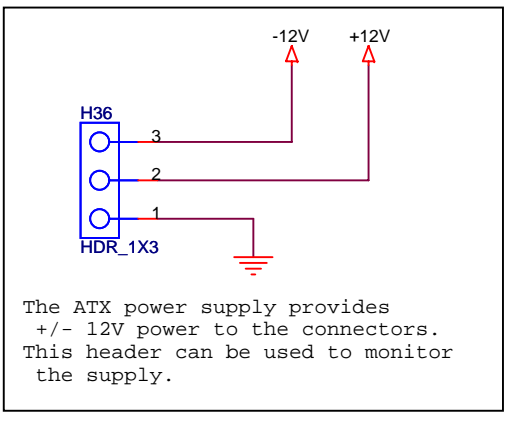 -12V
+12V
H36
3
2
1
HDR_1X3
The ATX power supply provides
+/- 12V power to the connectors.
This header can be used to monitor
the supply.